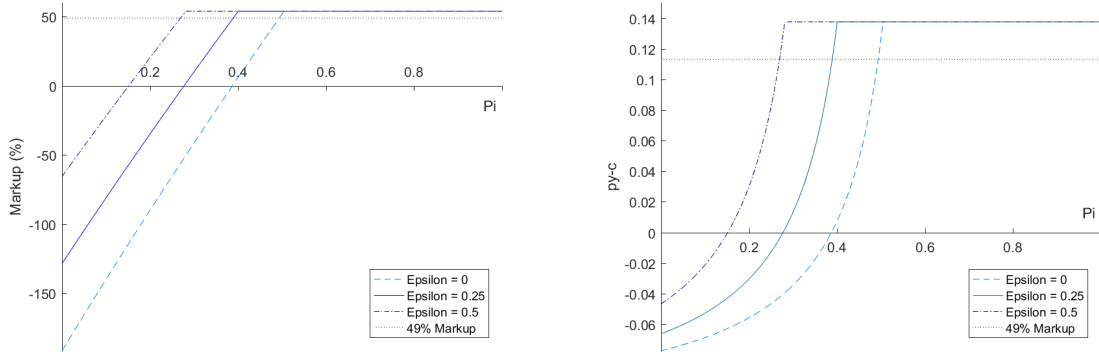 50
0
-50
-100
-150
Markup (%)
0.2
0.4
0.6
0.8
Pi
Epsilon = 0
Epsilon = 0.25
Epsilon = 0.5
49% Markup
0.14
0.12
0.1
0.08
0.06
0.04
0.02
0
-0.02
-0.04
-0.06
py-c
0.2
0.4
0.6
0.8
Pi
Epsilon = 0
Epsilon = 0.25
Epsilon = 0.5
49% Markup